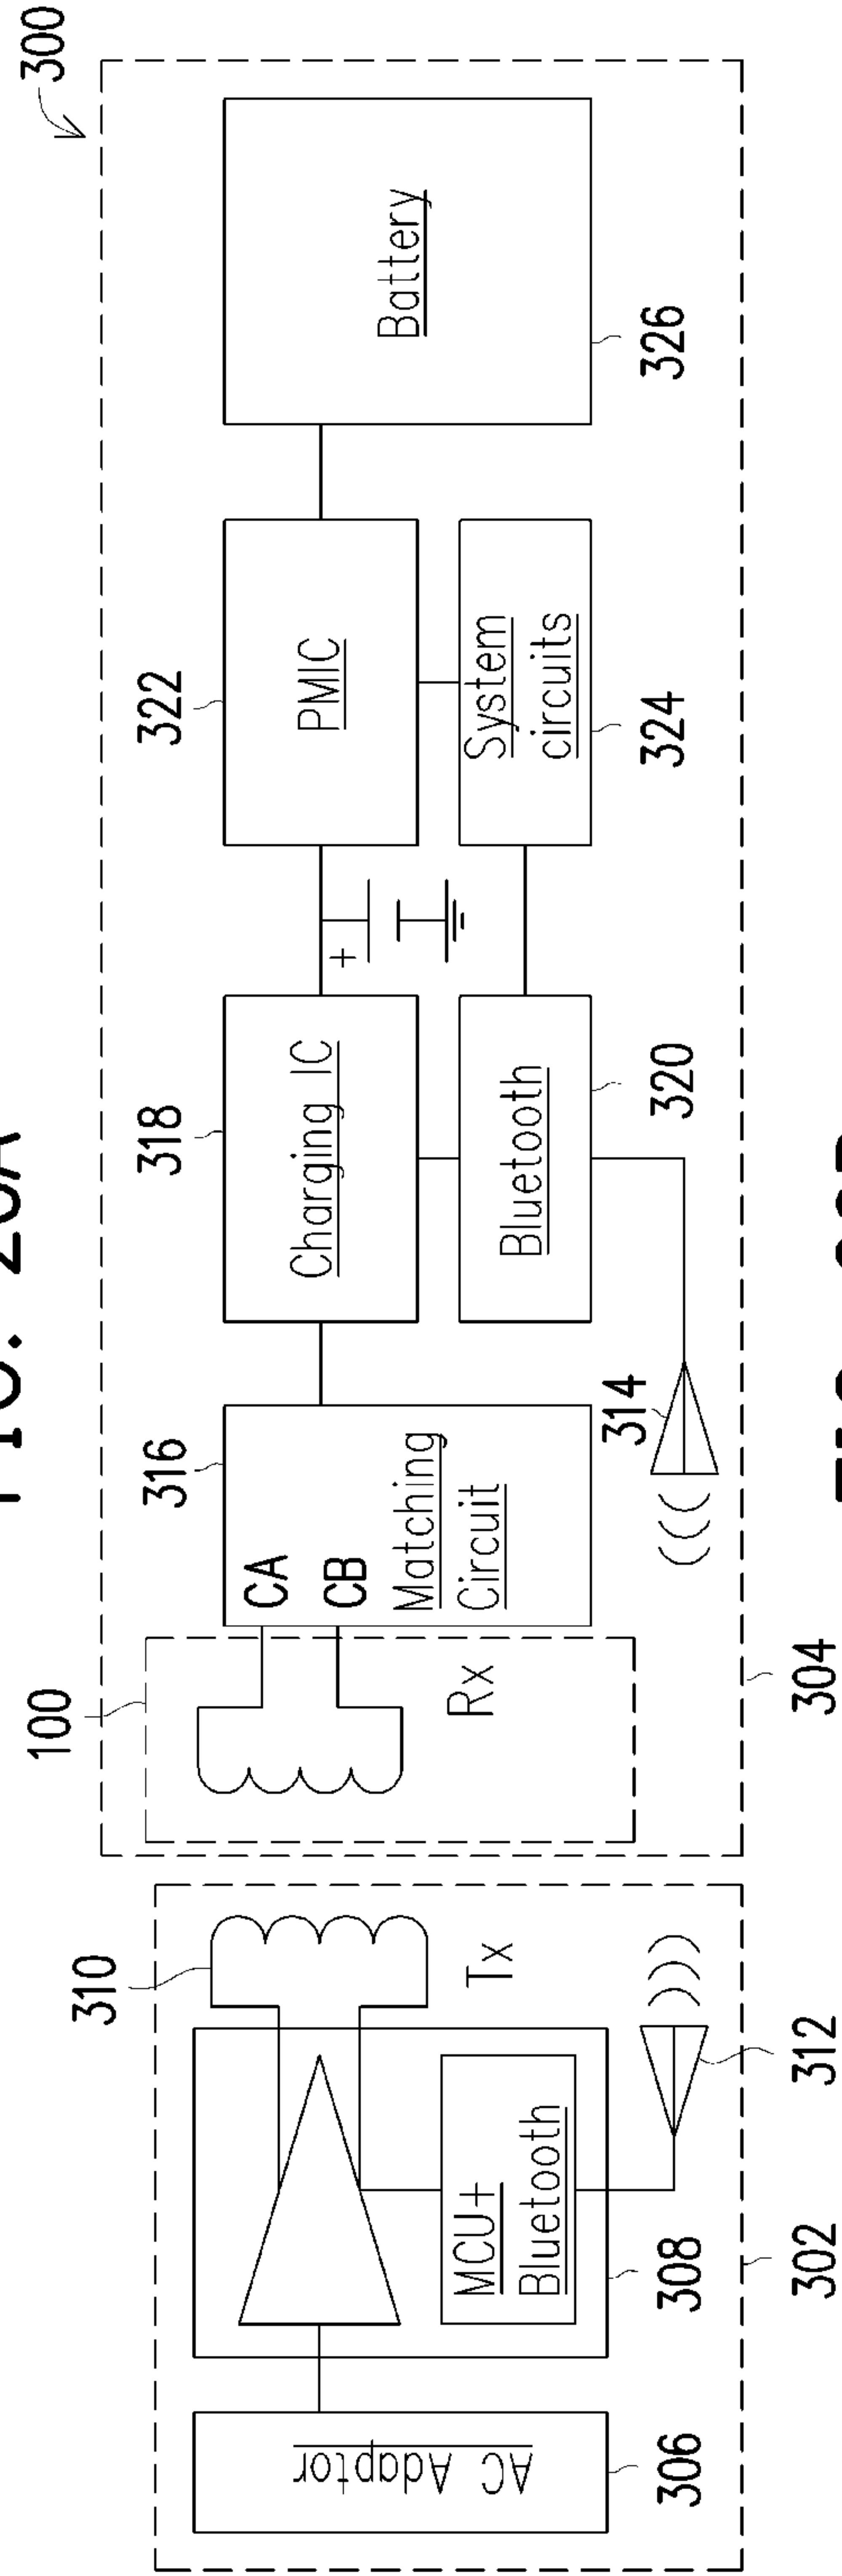 300
100
316
318
322
CA
CB
Matching
Circuit
Rx
Charging IC
PMIC
Battery
Bluetooth
System
circuits
314
320
324
326
304
310
AC Adaptor
MCU+
Bluetooth
Tx
306
308
312
302